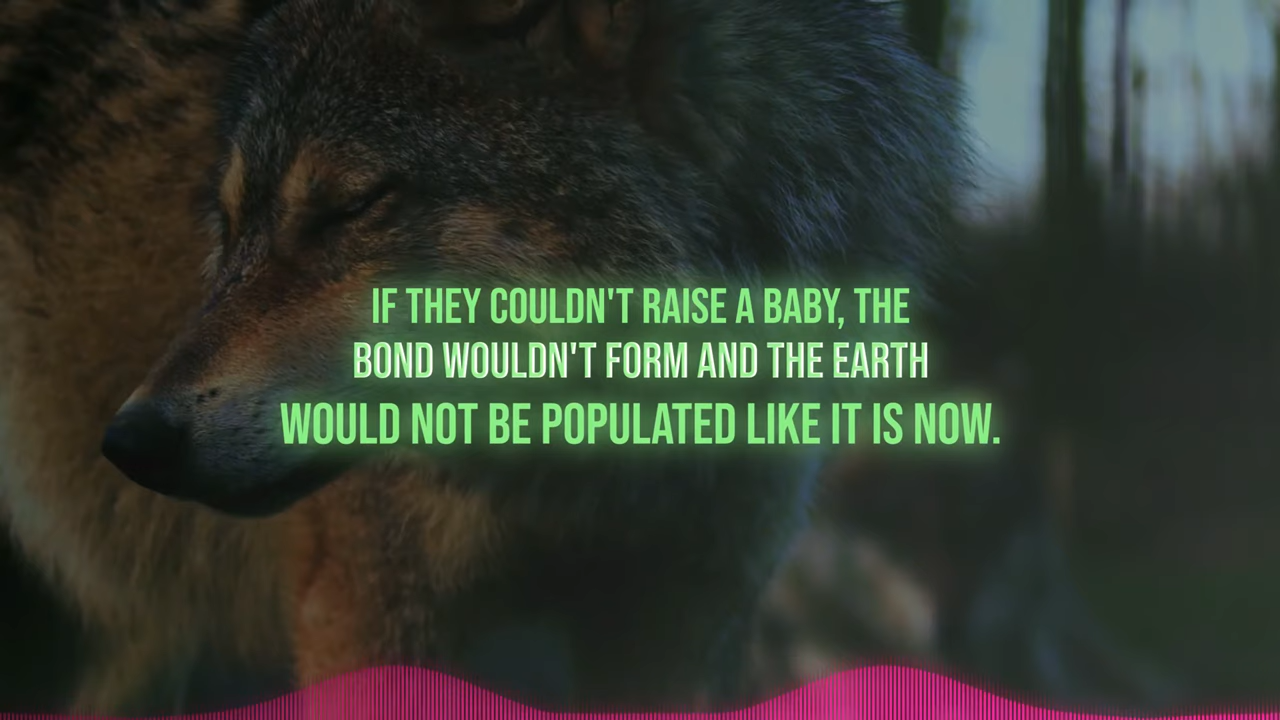 IF THEY COULDN'T RAISE A BABY, THE
BOND WOULDN'T FORM AND THE EARTH
WOULD NOT BE POPULATED LIKE IT IS NOW.